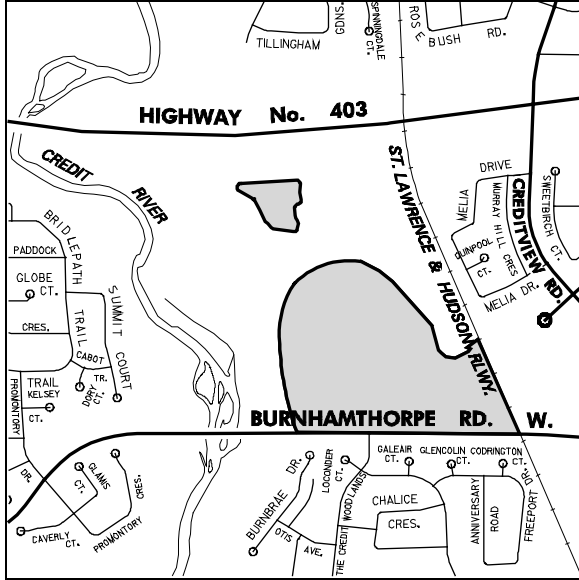 TILLINGHAM
GDNS.
SPINNINGDALE
CT.
ROSE
BUSH RD.
HIGHWAY No. 403
CREDIT
RIVER
ST. LAWRENCE & HUDSON RLWY.
DRIVE
MELIA
MURRAY HILL CRES
CREDITVIEW RD.
SWEETBIRCH CT.
QUINPOOL
CT.
MELIA DR.
BRIDLEPATH
TRAIL
PADDOCK
GLOBE
CT.
SUMMIT COURT
CRES.
CABOT
TR.
TRAIL
KELSEY
CT.
DORY
CT.
PROMONTORY
DR.
BURNHAMTHORPE RD. W.
GLAMIS
CT.
CRES.
CAVERLY
CT.
PROMONTORY
BURNBRAE DR.
OTIS
AVE.
LOCONDER
CT.
THE CREDIT WOODLANDS
GALEAIR
CT.
GLENCOLIN
CT.
CODRINGTON
CT.
CHALICE
CRES.
ANNIVERSARY
ROAD
FREEPORT DR.